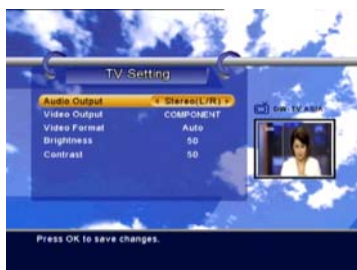 TV Setting
Audio Output Stereo(L/R)
Video Output COMPONENT
Video Format Auto
Brightness 50
Contrast 50
DW-TV ASIA
Press OK to save changes.